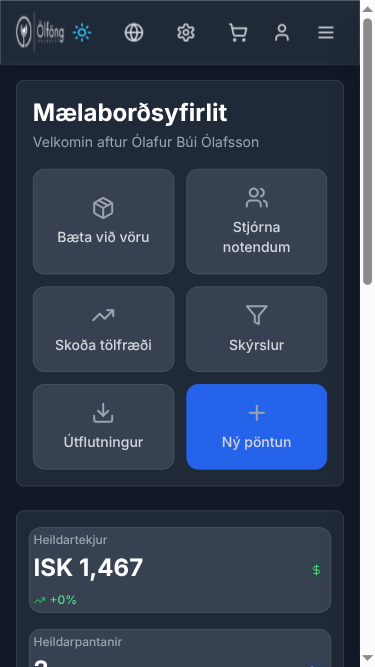 Ölföng
Mælaborðsyfirlit
Velkomin aftur Ólafur Búi Ólafsson
Bæta við vöru
Stjórna
notendum
Skoða tölfræði
Skýrslur
Útflutningur
Ný pöntun
Heildartekjur
ISK 1,467
$
+0%
Heildarpantanir